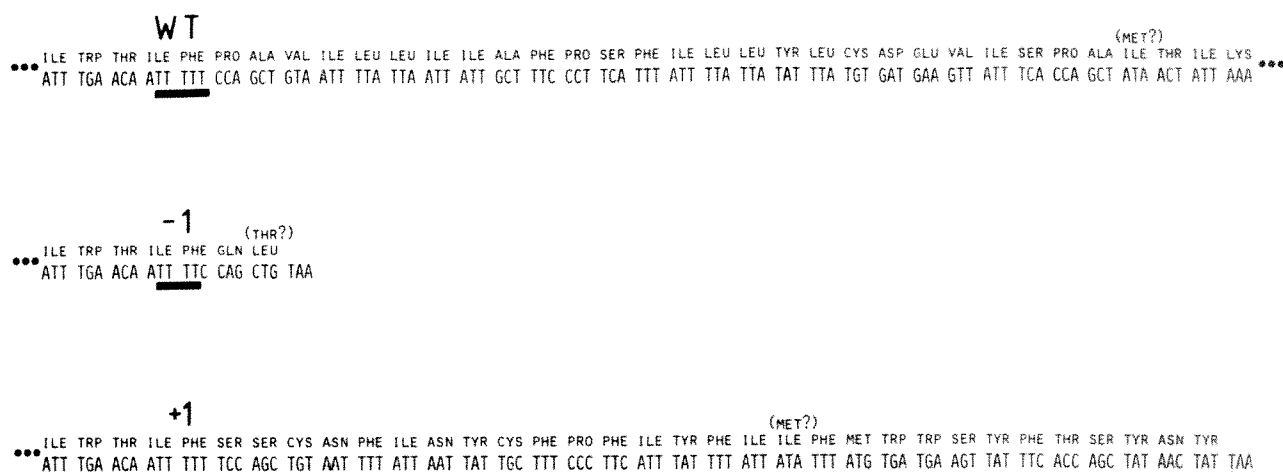 WT
(MET?)
ILE TRP THR ILE PHE PRO ALA VAL ILE LEU LEU ILE ILE ALA PHE PRO SER PHE ILE LEU LEU TYR LEU CYS ASP GLU VAL ILE SER PRO ALA ILE THR ILE LYS
••• ATT TGA ACA ATT TTT CCA GCT GTA ATT TTA TTA ATT ATT GCT TTC CCT TCA TTT ATT TTA TTA TAT TTA TGT GAT GAA GTT ATT TCA CCA GCT ATA ACT ATT AAA •••
-1
(THR?)
ILE TRP THR ILE PHE GLN LEU
••• ATT TGA ACA ATT TTC CAG CTG TAA
+1
(MET?)
ILE TRP THR ILE PHE SER SER CYS ASN PHE ILE ASN TYR CYS PHE PRO PHE ILE TYR PHE ILE ILE PHE MET TRP TRP SER TYR PHE THR SER TYR ASN TYR
••• ATT TGA ACA ATT TTT TCC AGC TGT AAT TTT ATT AAT TAT TGC TTT CCC TTC ATT TAT TTT ATT ATA TTT ATG TGA TGA AGT TAT TTC ACC AGC TAT AAC TAT TAA